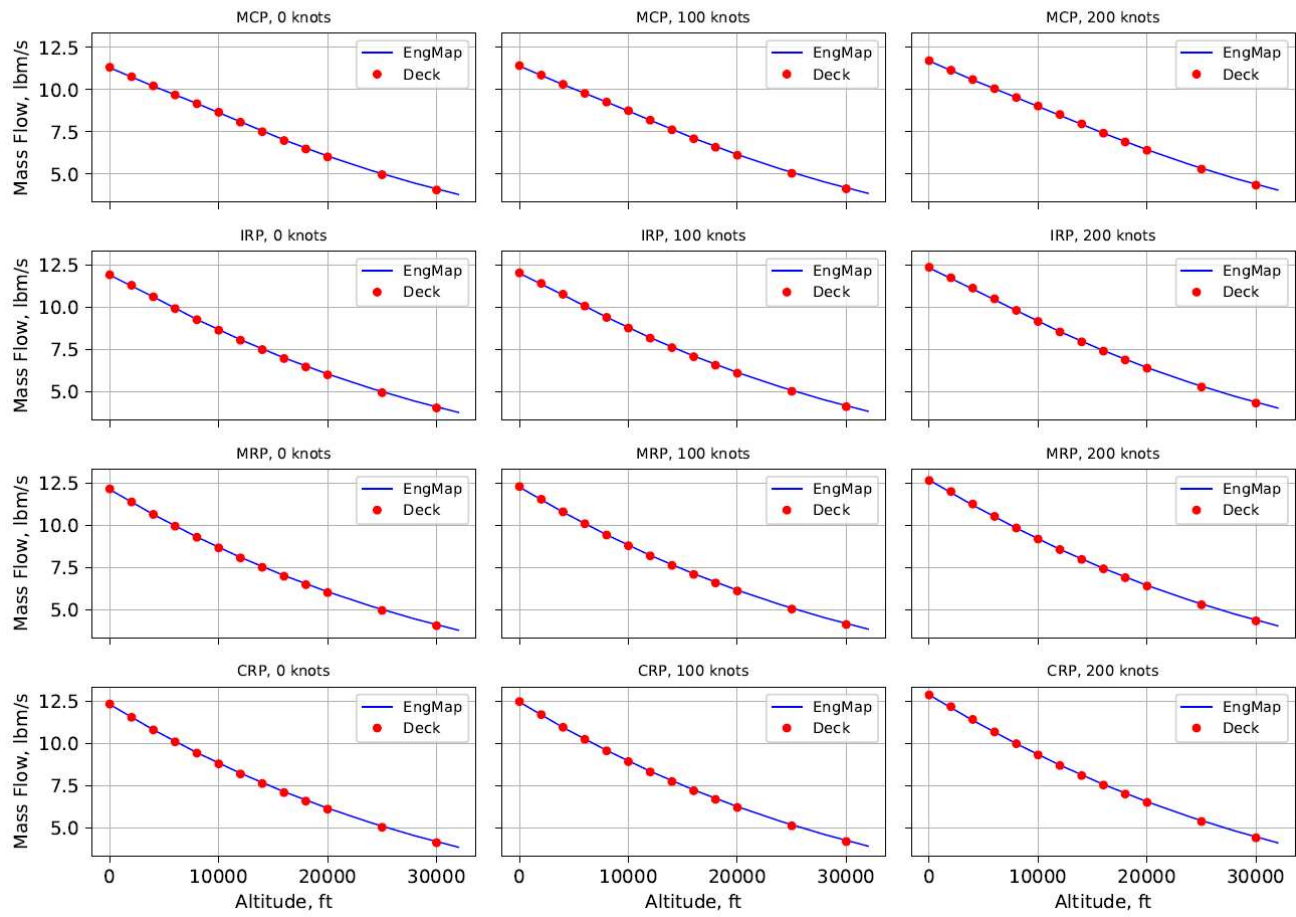 MCP, 0 knots
MCP, 100 knots
MCP, 200 knots
Mass Flow, lbm/s
12.5
10.0
7.5
5.0
EngMap
Deck
EngMap
Deck
EngMap
Deck
IRP, 0 knots
IRP, 100 knots
IRP, 200 knots
Mass Flow, lbm/s
12.5
10.0
7.5
5.0
EngMap
Deck
EngMap
Deck
EngMap
Deck
MRP, 0 knots
MRP, 100 knots
MRP, 200 knots
Mass Flow, lbm/s
12.5
10.0
7.5
5.0
EngMap
Deck
EngMap
Deck
EngMap
Deck
CRP, 0 knots
CRP, 100 knots
CRP, 200 knots
Mass Flow, lbm/s
12.5
10.0
7.5
5.0
EngMap
Deck
EngMap
Deck
EngMap
Deck
0 10000 20000 30000
0 10000 20000 30000
0 10000 20000 30000
Altitude, ft
Altitude, ft
Altitude, ft